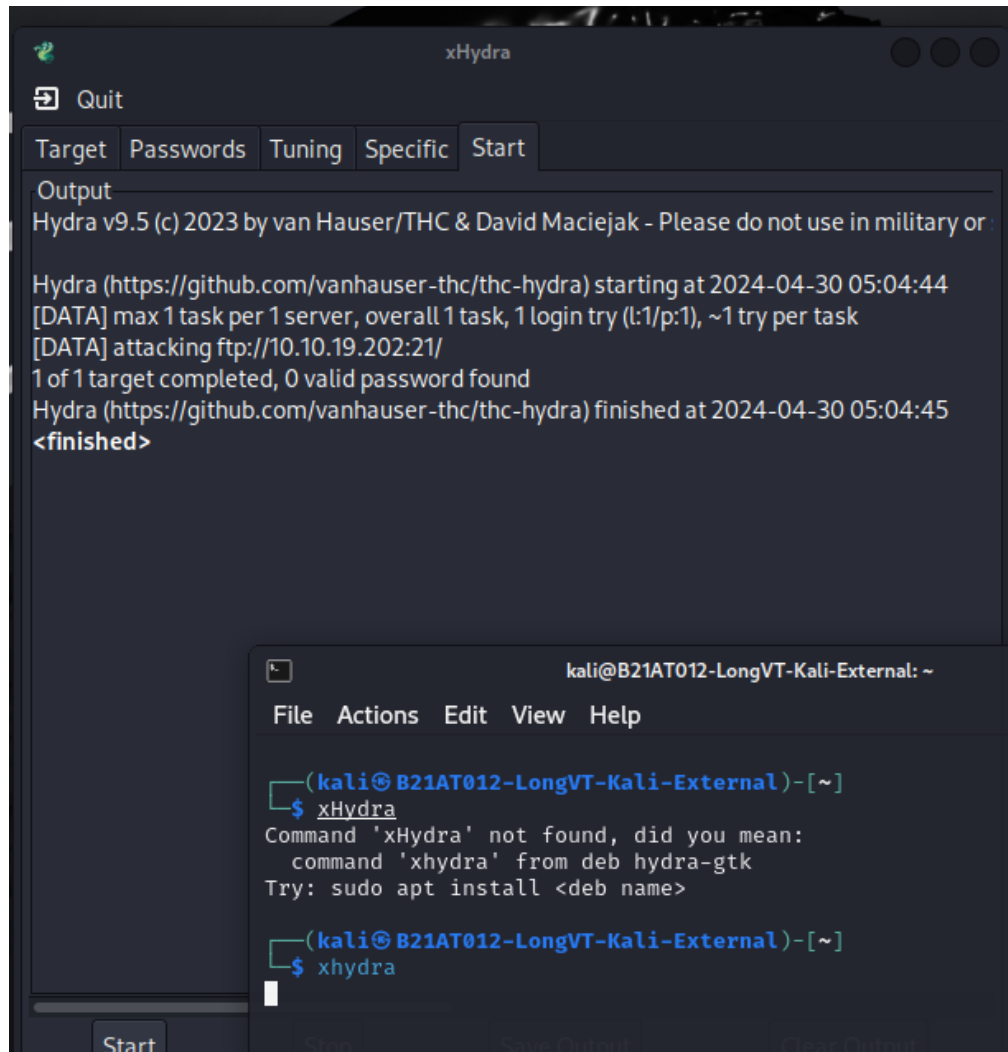 xHydra
Quit
Target Passwords Tuning Specific Start
Output
Hydra v9.5 (c) 2023 by van Hauser/THC & David Maciejak - Please do not use in military or
Hydra (https://github.com/vanhauser-thc/thc-hydra) starting at 2024-04-30 05:04:44
[DATA] max 1 task per 1 server, overall 1 task, 1 login try (l:1/p:1), ~1 try per task
[DATA] attacking ftp://10.10.19.202:21/
1 of 1 target completed, 0 valid password found
Hydra (https://github.com/vanhauser-thc/thc-hydra) finished at 2024-04-30 05:04:45
<finished>
kali@B21AT012-LongVT-Kali-External: ~
File Actions Edit View Help
┌──(kali㉿B21AT012-LongVT-Kali-External)-[~]
└─$ xHydra
Command 'xHydra' not found, did you mean:
command 'xhydra' from deb hydra-gtk
Try: sudo apt install <deb name>
┌──(kali㉿B21AT012-LongVT-Kali-External)-[~]
└─$ xhydra
Start Stop Save Output Clear Output